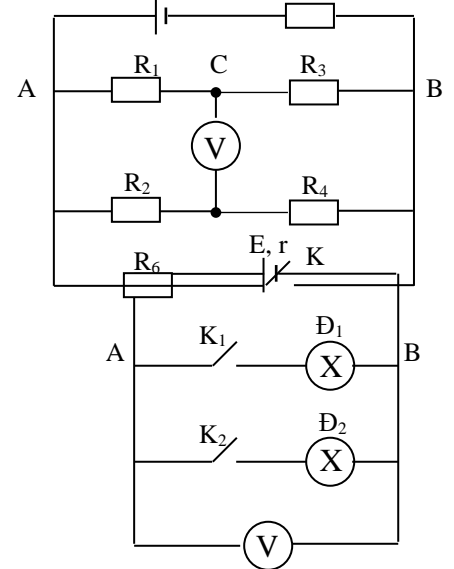 R₁ C R₃
A B
V
R₂ R₄
E, r
R₆ K
K₁ Đ₁
A B
X
K₂ Đ₂
X
V